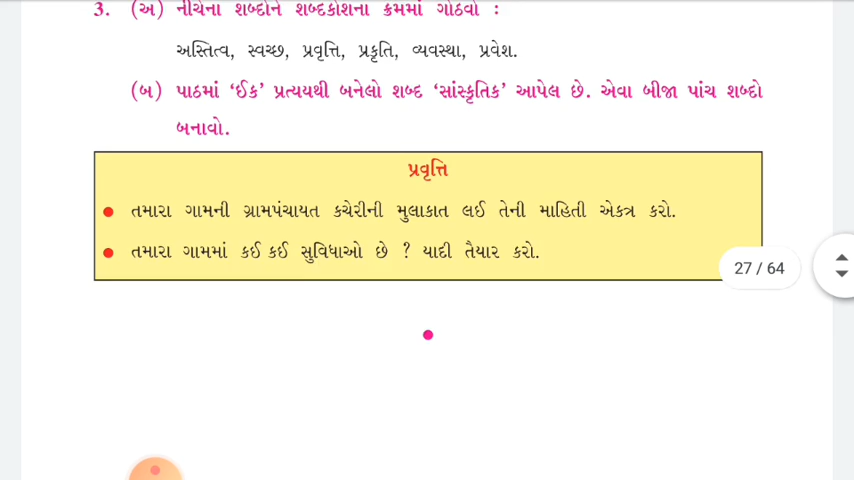 3. (અ) નીચેના શબ્દોને શબ્દકોશના ક્રમમાં ગોઠવો :
અસ્તિત્વ, સ્વચ્છ, પ્રવૃત્તિ, પ્રકૃતિ, વ્યવસ્થા, પ્રવેશ.
(બ) પાઠમાં ‘ઈક’ પ્રત્યયથી બનેલો શબ્દ ‘સાંસ્કૃતિક’ આપેલ છે. એવા બીજા પાંચ શબ્દો
બનાવો.
પ્રવૃત્તિ
• તમારા ગામની ગ્રામપંચાયત કચેરીની મુલાકાત લઈ તેની માહિતી એકત્ર કરો.
• તમારા ગામમાં કઈ કઈ સુવિધાઓ છે ? યાદી તૈયાર કરો.
27 / 64